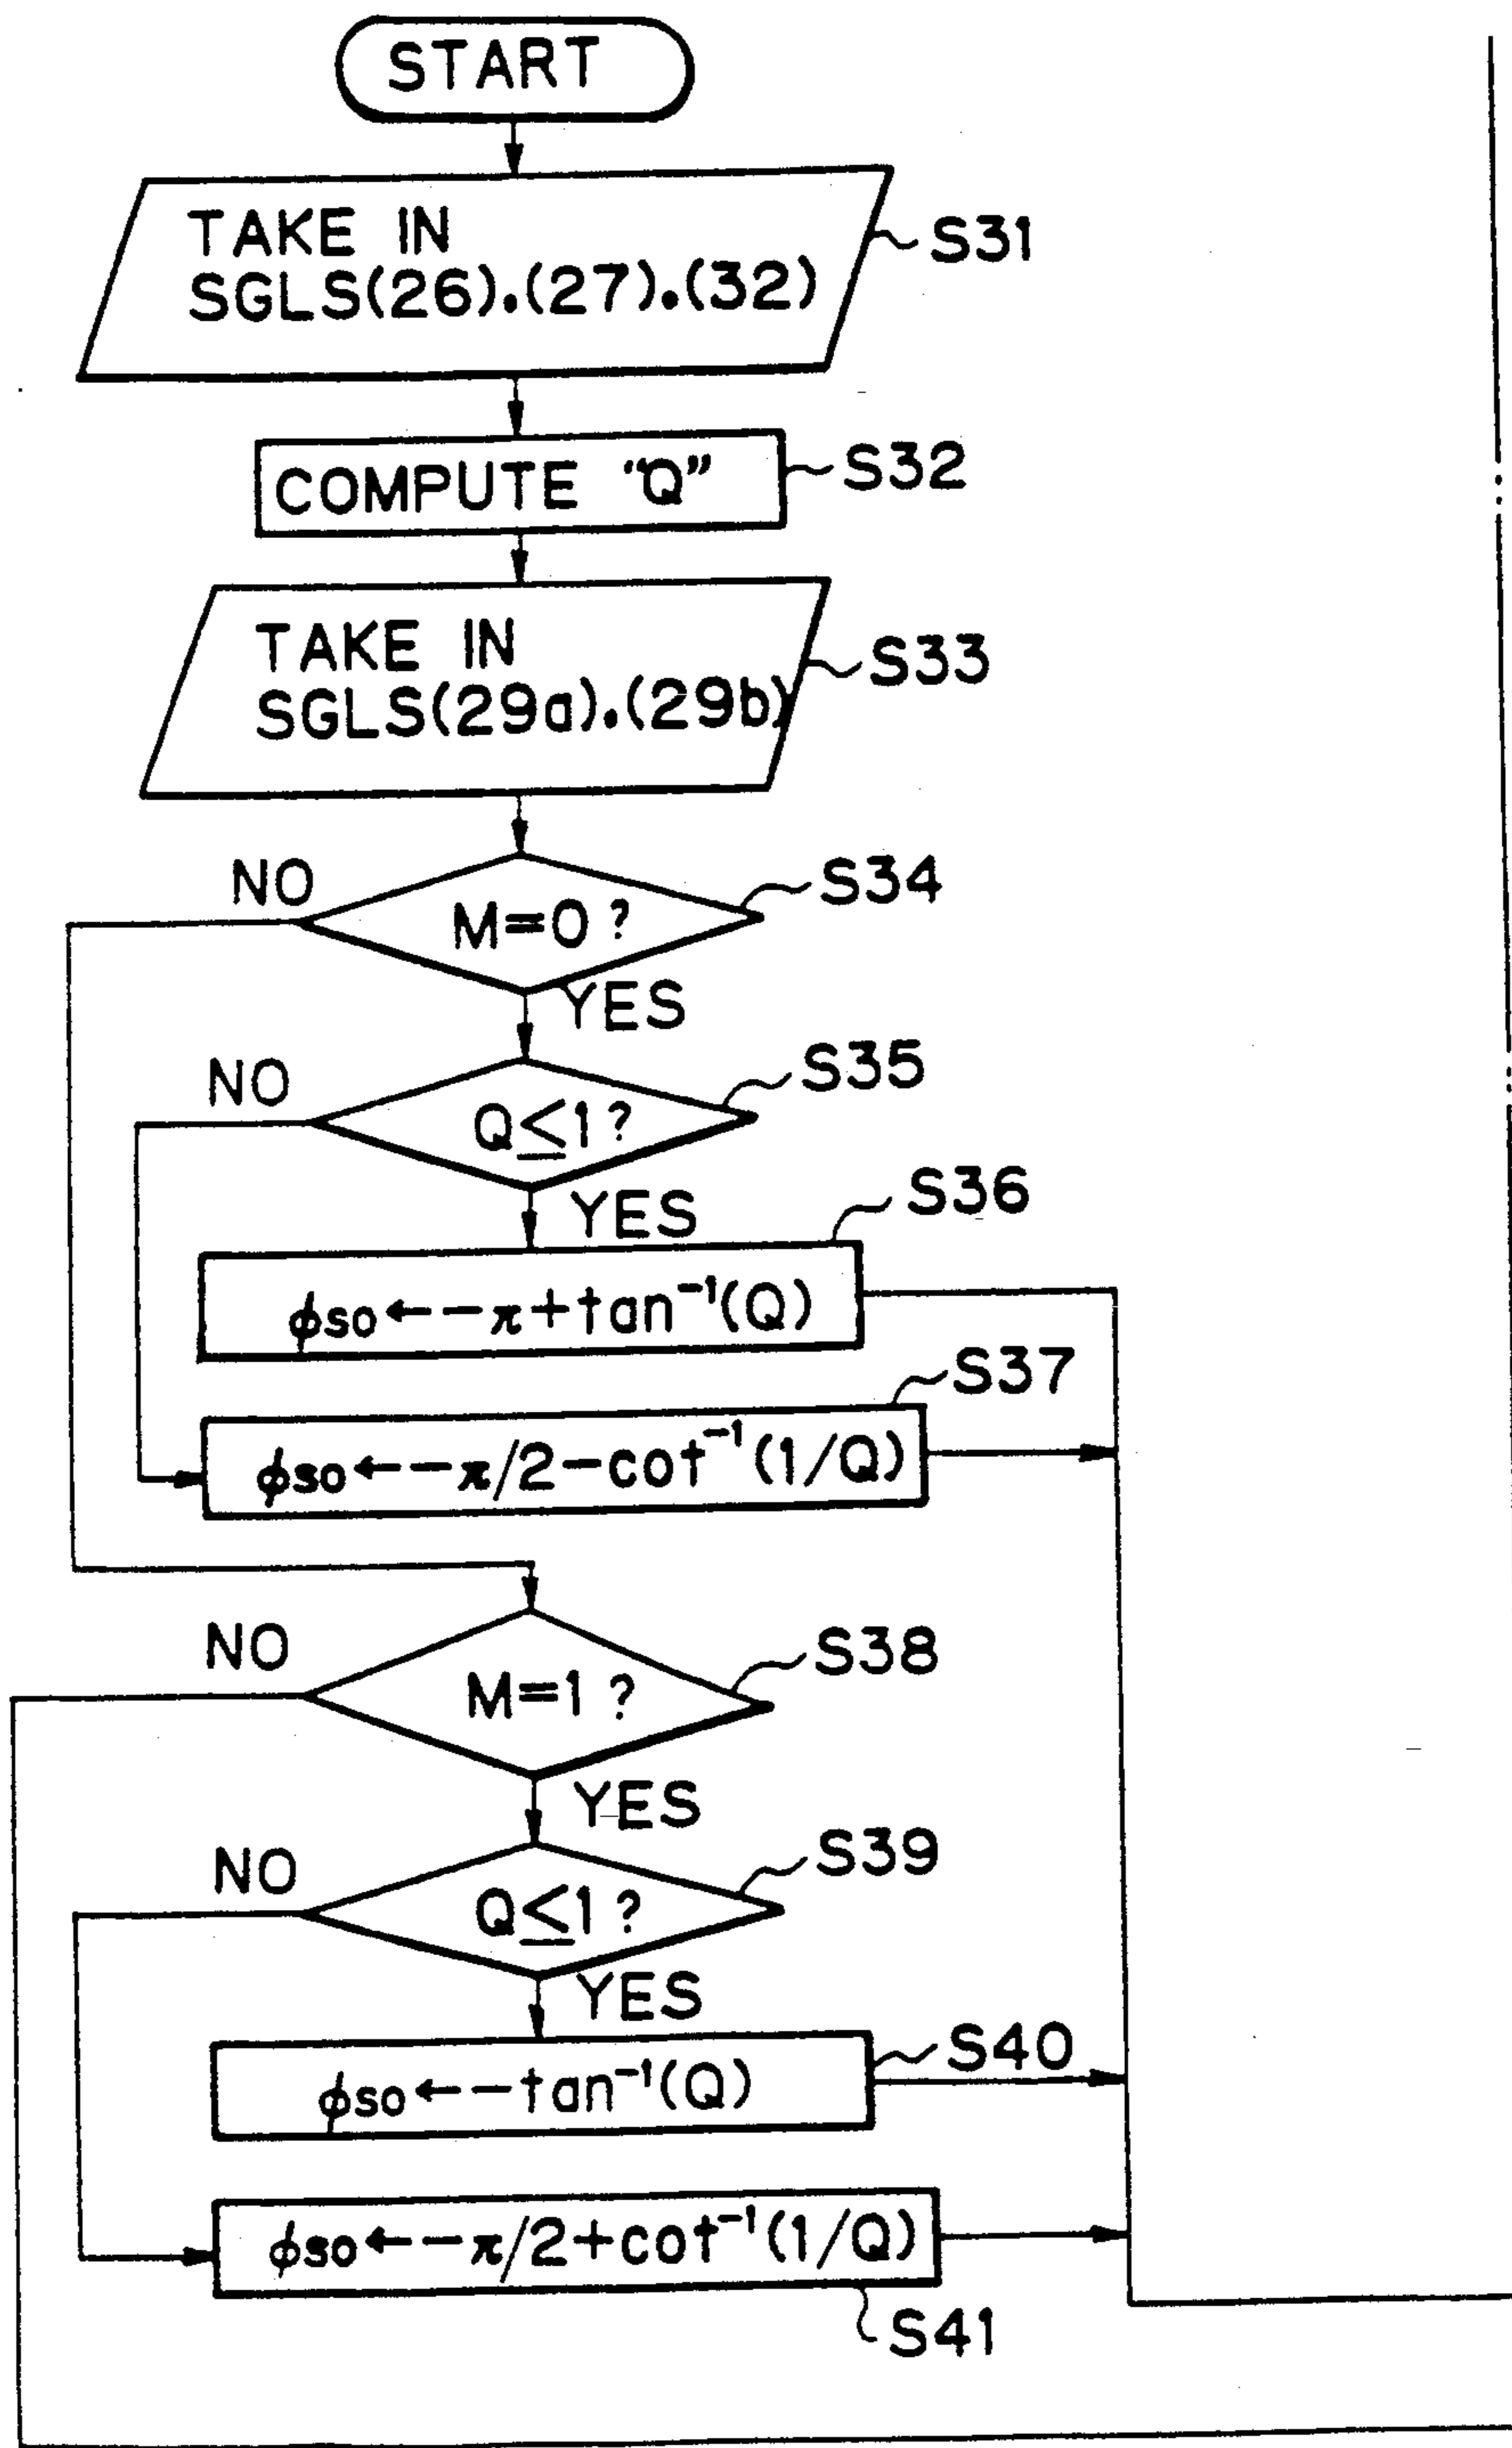 START
TAKE IN
SGLS(26).(27).(32)
S31
COMPUTE "Q"
S32
TAKE IN
SGLS(29a).(29b)
S33
NO
M=0?
S34
YES
NO
Q≤1?
S35
YES
S36
ϕso←-π+tan⁻¹(Q)
S37
ϕso←-π/2-cot⁻¹(1/Q)
NO
M=1?
S38
YES
NO
Q≤1?
S39
YES
ϕso←-tan⁻¹(Q)
S40
ϕso←-π/2+cot⁻¹(1/Q)
S41